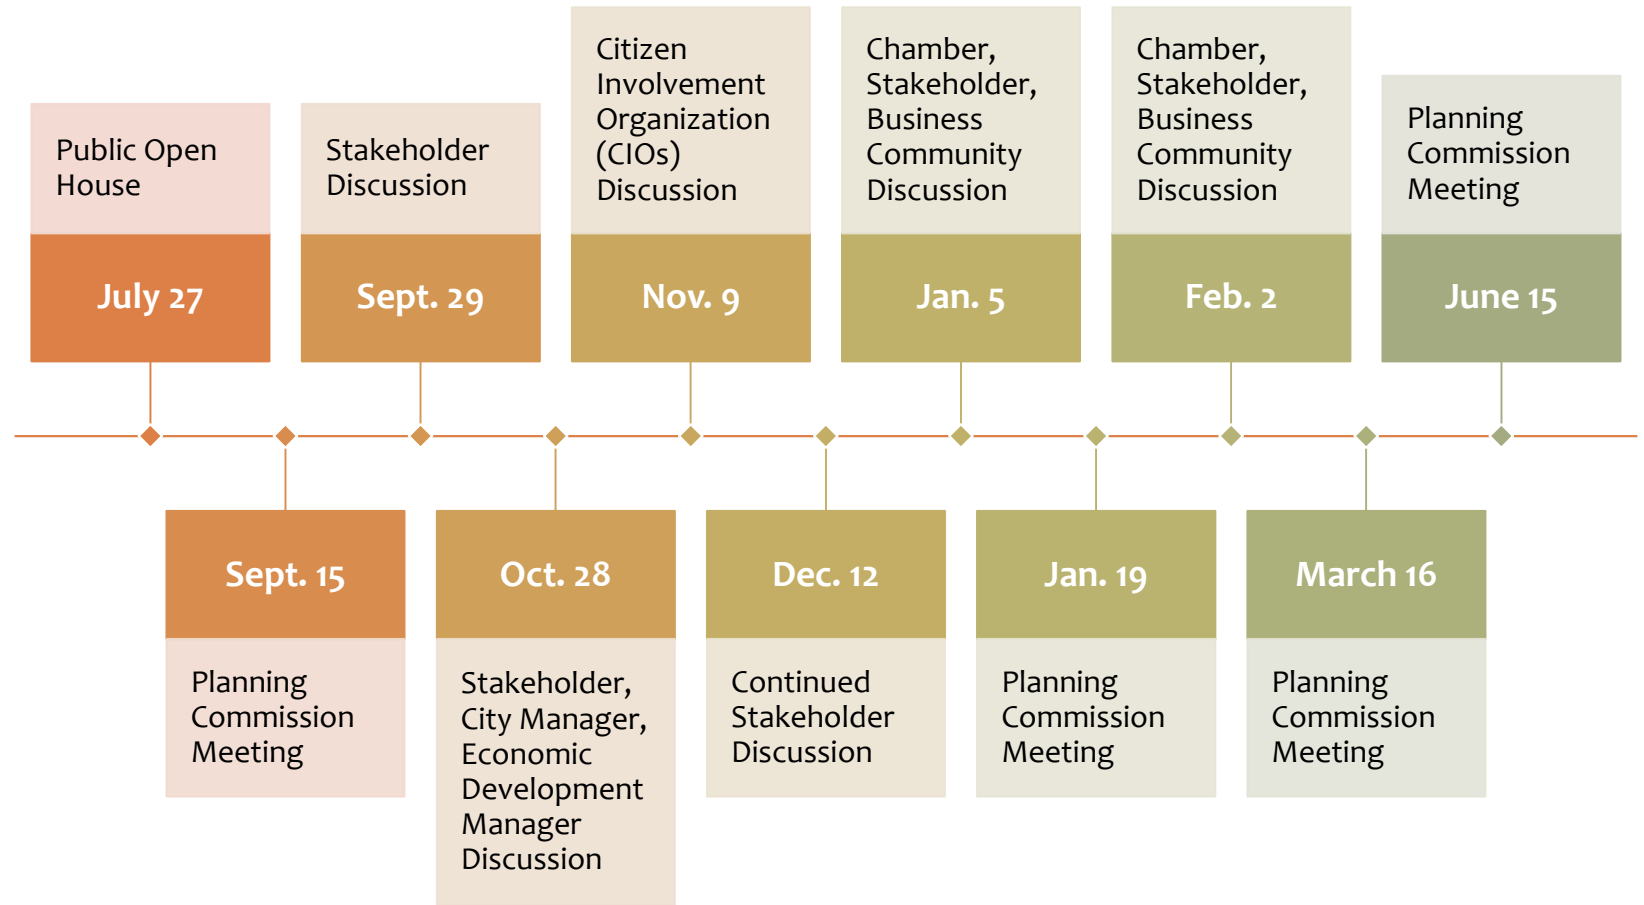 Public Open
House
July 27
Stakeholder
Discussion
Sept. 29
Citizen
Involvement
Organization
(CIOs)
Discussion
Nov. 9
Chamber,
Stakeholder,
Business
Community
Discussion
Jan. 5
Chamber,
Stakeholder,
Business
Community
Discussion
Feb. 2
Planning
Commission
Meeting
June 15
Sept. 15
Planning
Commission
Meeting
Oct. 28
Stakeholder,
City Manager,
Economic
Development
Manager
Discussion
Dec. 12
Continued
Stakeholder
Discussion
Jan. 19
Planning
Commission
Meeting
March 16
Planning
Commission
Meeting